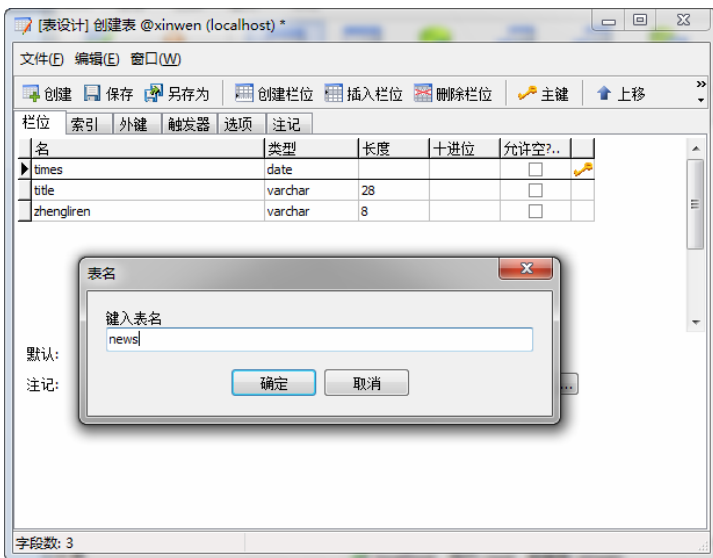 [表设计] 创建表 @xinwen (localhost) *
文件(F) 编辑(E) 窗口(W)
创建 保存 另存为 创建栏位 插入栏位 删除栏位 主键 上移
栏位 索引 外键 触发器 选项 注记
名 类型 长度 十进位 允许空?..
times date
title varchar 28
zhengliren varchar 8
表名
键入表名
news
默认:
注记:
确定 取消
...
字段数: 3